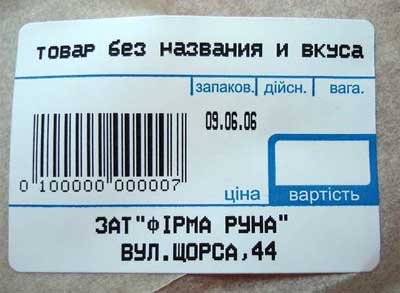 товар без названия и вкуса
запаков. дійсн. вага.
09.06.06
0 100000 000007
ціна вартість
ЗАТ"ФІРМА РУНА"
ВУЛ.ЩОРСА,44